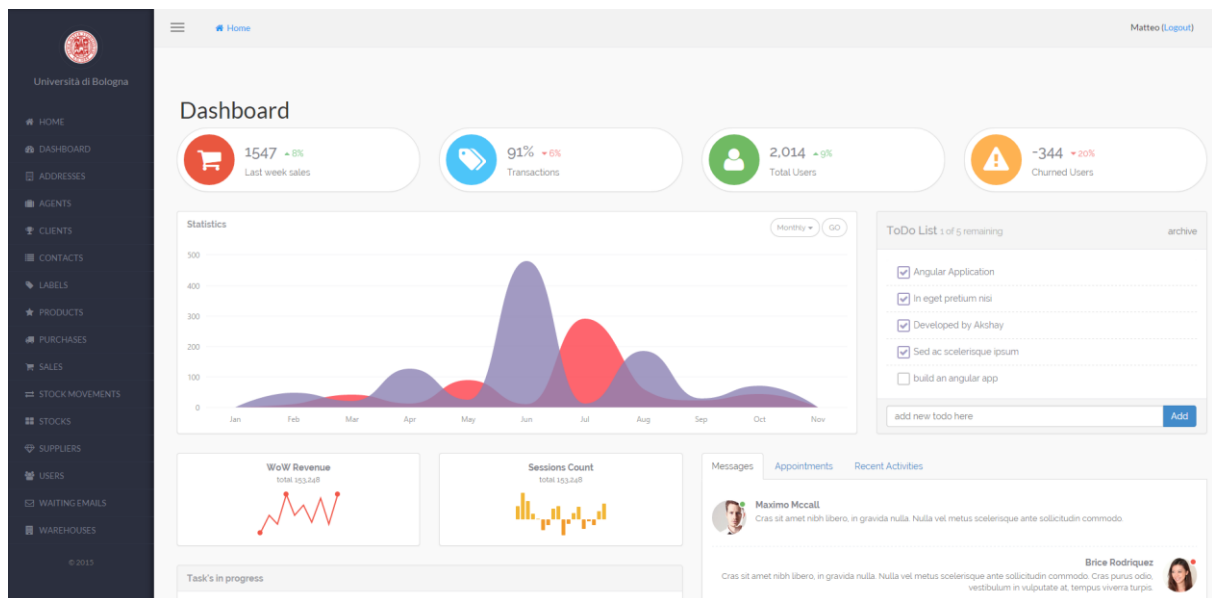 Home
Matteo (Logout)
Università di Bologna
HOME
DASHBOARD
ADDRESSES
AGENTS
CLIENTS
CONTACTS
LABELS
PRODUCTS
PURCHASES
SALES
STOCK MOVEMENTS
STOCKS
SUPPLIERS
USERS
WAITING EMAILS
WAREHOUSES
© 2015
Dashboard
1547 8%
Last week sales
91% 6%
Transactions
2,014 9%
Total Users
-344 20%
Churned Users
Statistics
Monthly GO
500
400
300
200
100
0
Jan Feb Mar Apr May Jun Jul Aug Sep Oct Nov
ToDo List 1 of 5 remaining archive
Angular Application
In eget pretium nisi
Developed by Akshay
Sed ac scelerisque ipsum
build an angular app
add new todo here Add
WoW Revenue
total 153,248
Sessions Count
total 153,248
Task's in progress
Messages Appointments Recent Activities
Maximo Mccall
Cras sit amet nibh libero, in gravida nulla. Nulla vel metus scelerisque ante sollicitudin commodo.
Brice Rodriquez
Cras sit amet nibh libero, in gravida nulla. Nulla vel metus scelerisque ante sollicitudin commodo. Cras purus odio,
vestibulum in vulputate at, tempus viverra turpis.